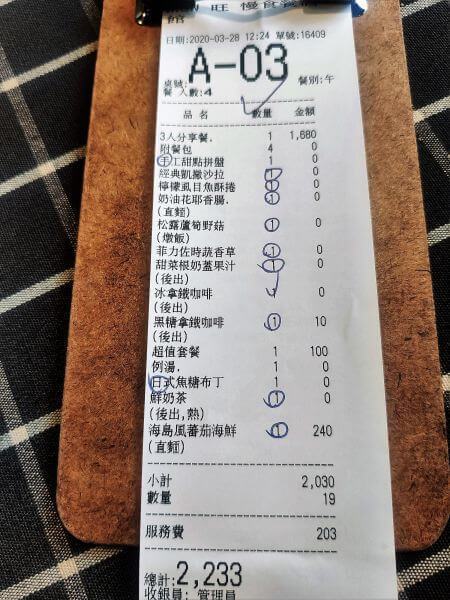 旺 慢食
館
日期:2020-03-28 12:24 單號:16409
桌號: A-03 餐別:午
餐 人數:4
品 名 數量 金額
3人分享餐. 1 1,680
附餐包 4 0
手工甜點拼盤 1 0
經典凱撒沙拉 1 0
檸檬虱目魚酥捲 1 0
奶油花耶香腸. 1 0
(直麵)
松露蘆筍野菇 1 0
(燉飯)
菲力佐時蔬香草 1 0
甜菜根奶蓋果汁 1 0
(後出)
冰拿鐵咖啡 1 0
(後出)
黑糖拿鐵咖啡 1 10
(後出)
超值套餐 1 100
例湯. 1 0
日式焦糖布丁 1 0
鮮奶茶 1 0
(後出,熱)
海島風蕃茄海鮮 1 240
(直麵)
小計 2,030
數量 19
服務費 203
總計:2,233
收銀員: 管理員